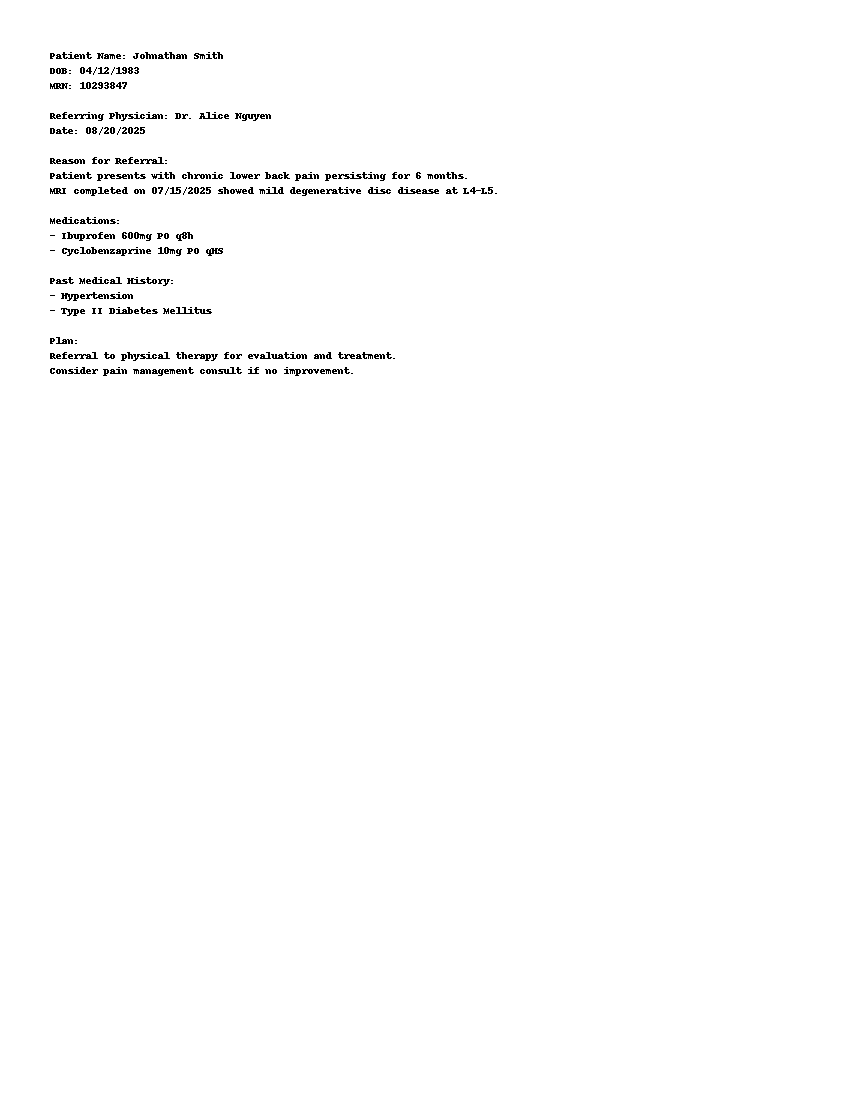 Patient Name: Johnathan Smith
DOB: 04/12/1983
MRN: 10293847
Referring Physician: Dr. Alice Nguyen
Date: 08/20/2025
Reason for Referral:
Patient presents with chronic lower back pain persisting for 6 months.
MRI completed on 07/15/2025 showed mild degenerative disc disease at L4-L5.
Medications:
- Ibuprofen 600mg PO q8h
- Cyclobenzaprine 10mg PO qHS
Past Medical History:
- Hypertension
- Type II Diabetes Mellitus
Plan:
Referral to physical therapy for evaluation and treatment.
Consider pain management consult if no improvement.